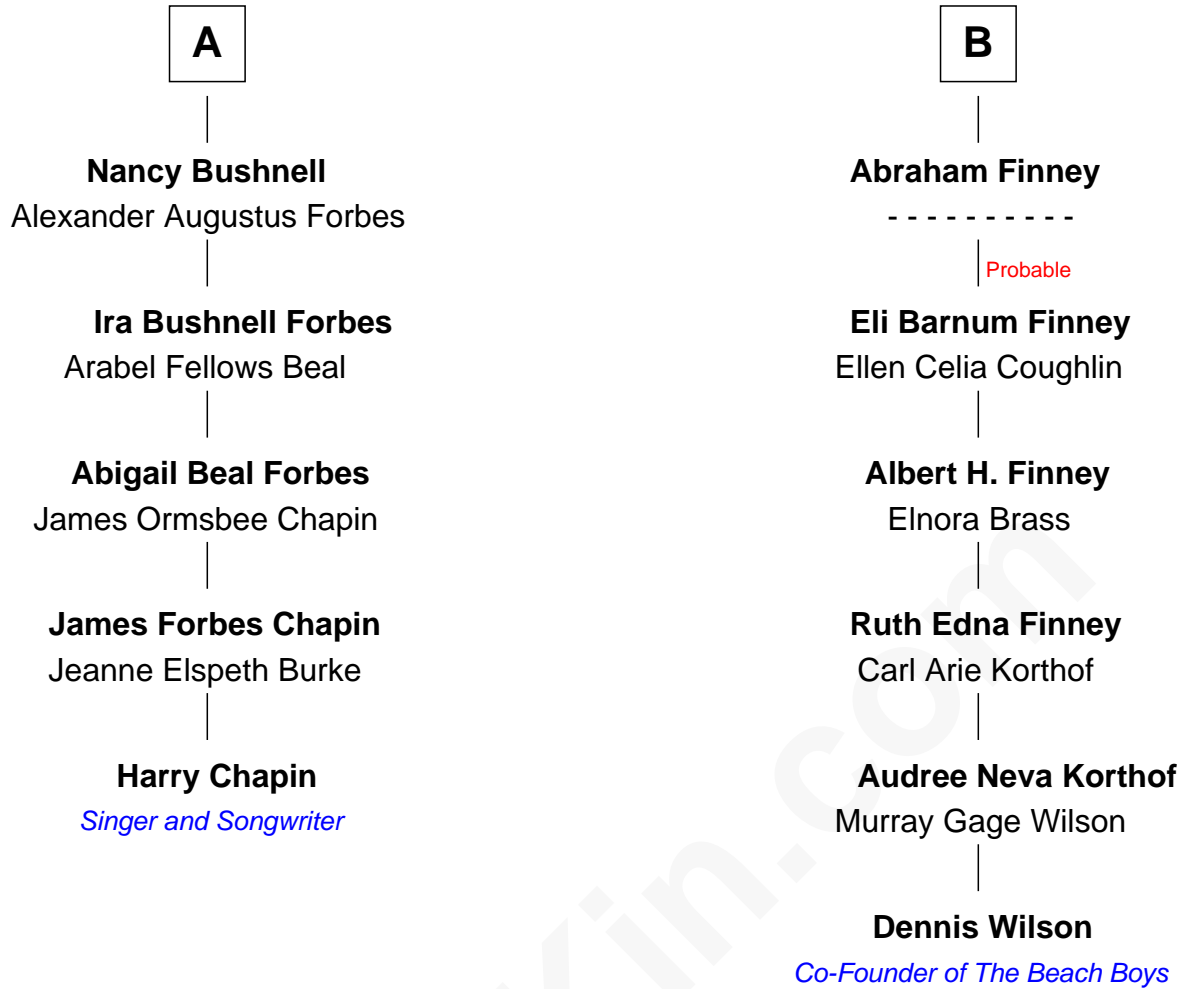 A
Nancy Bushnell
Alexander Augustus Forbes
Ira Bushnell Forbes
Arabel Fellows Beal
Abigail Beal Forbes
James Ormsbee Chapin
James Forbes Chapin
Jeanne Elspeth Burke
Harry Chapin
Singer and Songwriter
B
Abraham Finney
- - - - - - - - - -
Probable
Eli Barnum Finney
Ellen Celia Coughlin
Albert H. Finney
Elnora Brass
Ruth Edna Finney
Carl Arie Korthof
Audree Neva Korthof
Murray Gage Wilson
Dennis Wilson
Co-Founder of The Beach Boys
Kin.com